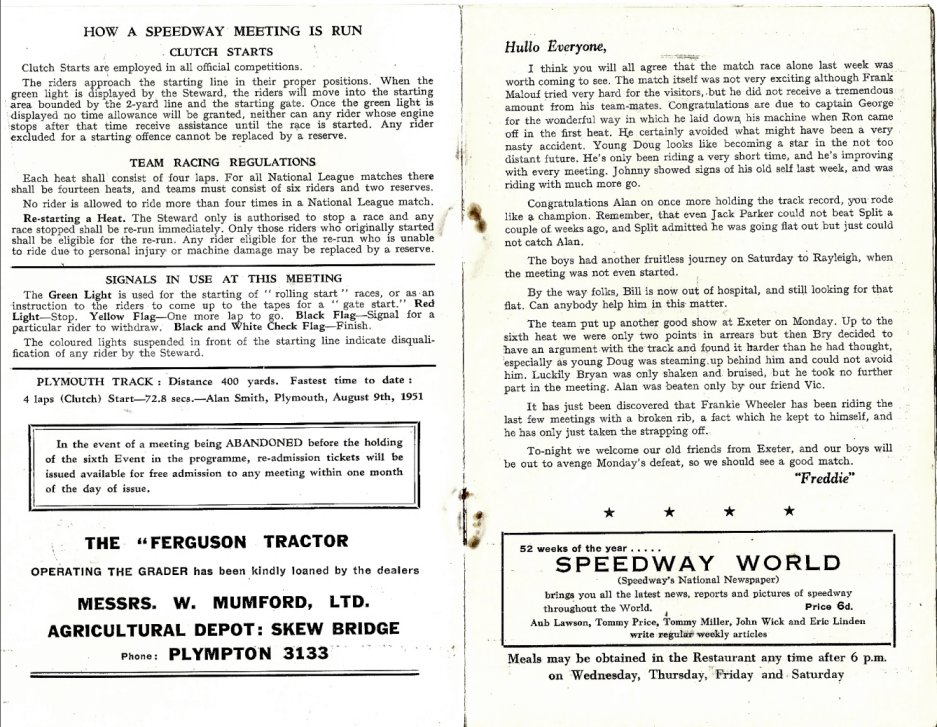 HOW A SPEEDWAY MEETING IS RUN
CLUTCH STARTS
Clutch Starts are employed in all official competitions.
The riders approach the starting line in their proper positions. When the
green light is displayed by the Steward, the riders will move into the starting
area bounded by the 2-yard line and the starting gate. Once the green light is
displayed no time allowance will be granted, neither can any rider whose engine
stops after that time receive assistance until the race is started. Any rider
excluded for a starting offence cannot be replaced by a reserve.
TEAM RACING REGULATIONS
Each heat shall consist of four laps. For all National League matches there
shall be fourteen heats, and teams must consist of six riders and two reserves.
No rider is allowed to ride more than four times in a National League match.
Re-starting a Heat. The Steward only is authorised to stop a race and any
race stopped shall be re-run immediately. Only those riders who originally started
shall be eligible for the re-run. Any rider eligible for the re-run who is unable
to ride due to personal injury or machine damage may be replaced by a reserve.
SIGNALS IN USE AT THIS MEETING
The Green Light is used for the starting of "rolling start" races, or as an
instruction to the riders to come up to the tapes for a "gate start." Red
Light—Stop. Yellow Flag—One more lap to go. Black Flag—Signal for a
particular rider to withdraw. Black and White Check Flag—Finish.
The coloured lights suspended in front of the starting line indicate disquali-
fication of any rider by the Steward.
PLYMOUTH TRACK : Distance 400 yards. Fastest time to date :
4 laps (Clutch) Start—72.8 secs.—Alan Smith, Plymouth, August 9th, 1951
In the event of a meeting being ABANDONED before the holding
of the sixth Event in the programme, re-admission tickets will be
issued available for free admission to any meeting within one month
of the day of issue.
THE "FERGUSON TRACTOR
OPERATING THE GRADER has been kindly loaned by the dealers
MESSRS. W. MUMFORD, LTD.
AGRICULTURAL DEPOT: SKEW BRIDGE
Phone: PLYMPTON 3133
Hullo Everyone,
I think you will all agree that the match race alone last week was
worth coming to see. The match itself was not very exciting although Frank
Malouf tried very hard for the visitors, but he did not receive a tremendous
amount from his team-mates. Congratulations are due to captain George
for the wonderful way in which he laid down his machine when Ron came
off in the first heat. He certainly avoided what might have been a very
nasty accident. Young Doug looks like becoming a star in the not too
distant future. He's only been riding a very short time, and he's improving
with every meeting. Johnny showed signs of his old self last week, and was
riding with much more go.
Congratulations Alan on once more holding the track record, you rode
like a champion. Remember, that even Jack Parker could not beat Split a
couple of weeks ago, and Split admitted he was going flat out but just could
not catch Alan.
The boys had another fruitless journey on Saturday to Rayleigh, when
the meeting was not even started.
By the way folks, Bill is now out of hospital, and still looking for that
flat. Can anybody help him in this matter.
The team put up another good show at Exeter on Monday. Up to the
sixth heat we were only two points in arrears but then Bry decided to
have an argument with the track and found it harder than he had thought,
especially as young Doug was steaming up behind him and could not avoid
him. Luckily Bryan was only shaken and bruised, but he took no further
part in the meeting. Alan was beaten only by our friend Vic.
It has just been discovered that Frankie Wheeler has been riding the
last few meetings with a broken rib, a fact which he kept to himself, and
he has only just taken the strapping off.
To-night we welcome our old friends from Exeter, and our boys will
be out to avenge Monday's defeat, so we should see a good match.
"Freddie"
★ ★ ★ ★
52 weeks of the year . . . . .
SPEEDWAY WORLD
(Speedway's National Newspaper)
brings you all the latest news, reports and pictures of speedway
throughout the World. Price 6d.
Aub Lawson, Tommy Price, Tommy Miller, John Wick and Eric Linden
write regular weekly articles
Meals may be obtained in the Restaurant any time after 6 p.m.
on Wednesday, Thursday, Friday and Saturday